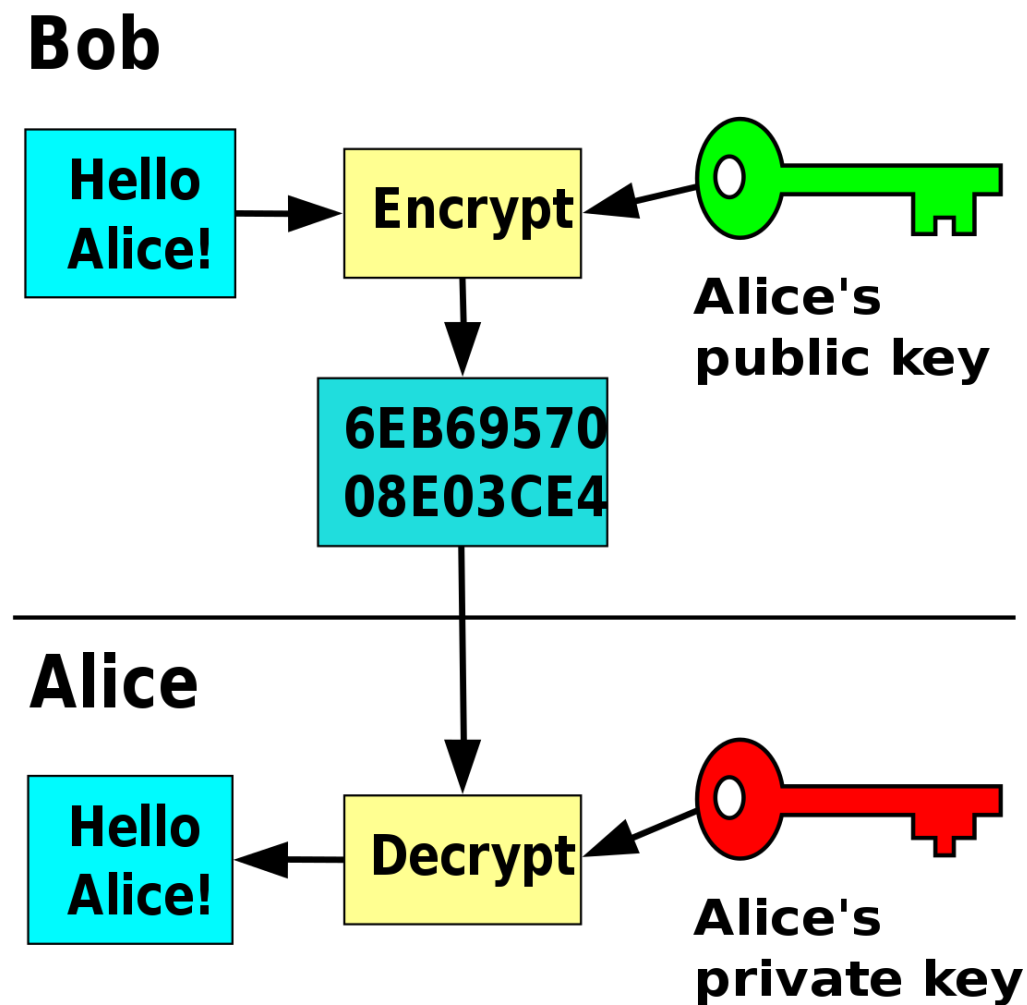 Bob
Hello
Alice!
Encrypt
Alice's
public key
6EB69570
08E03CE4
Alice
Hello
Alice!
Decrypt
Alice's
private key